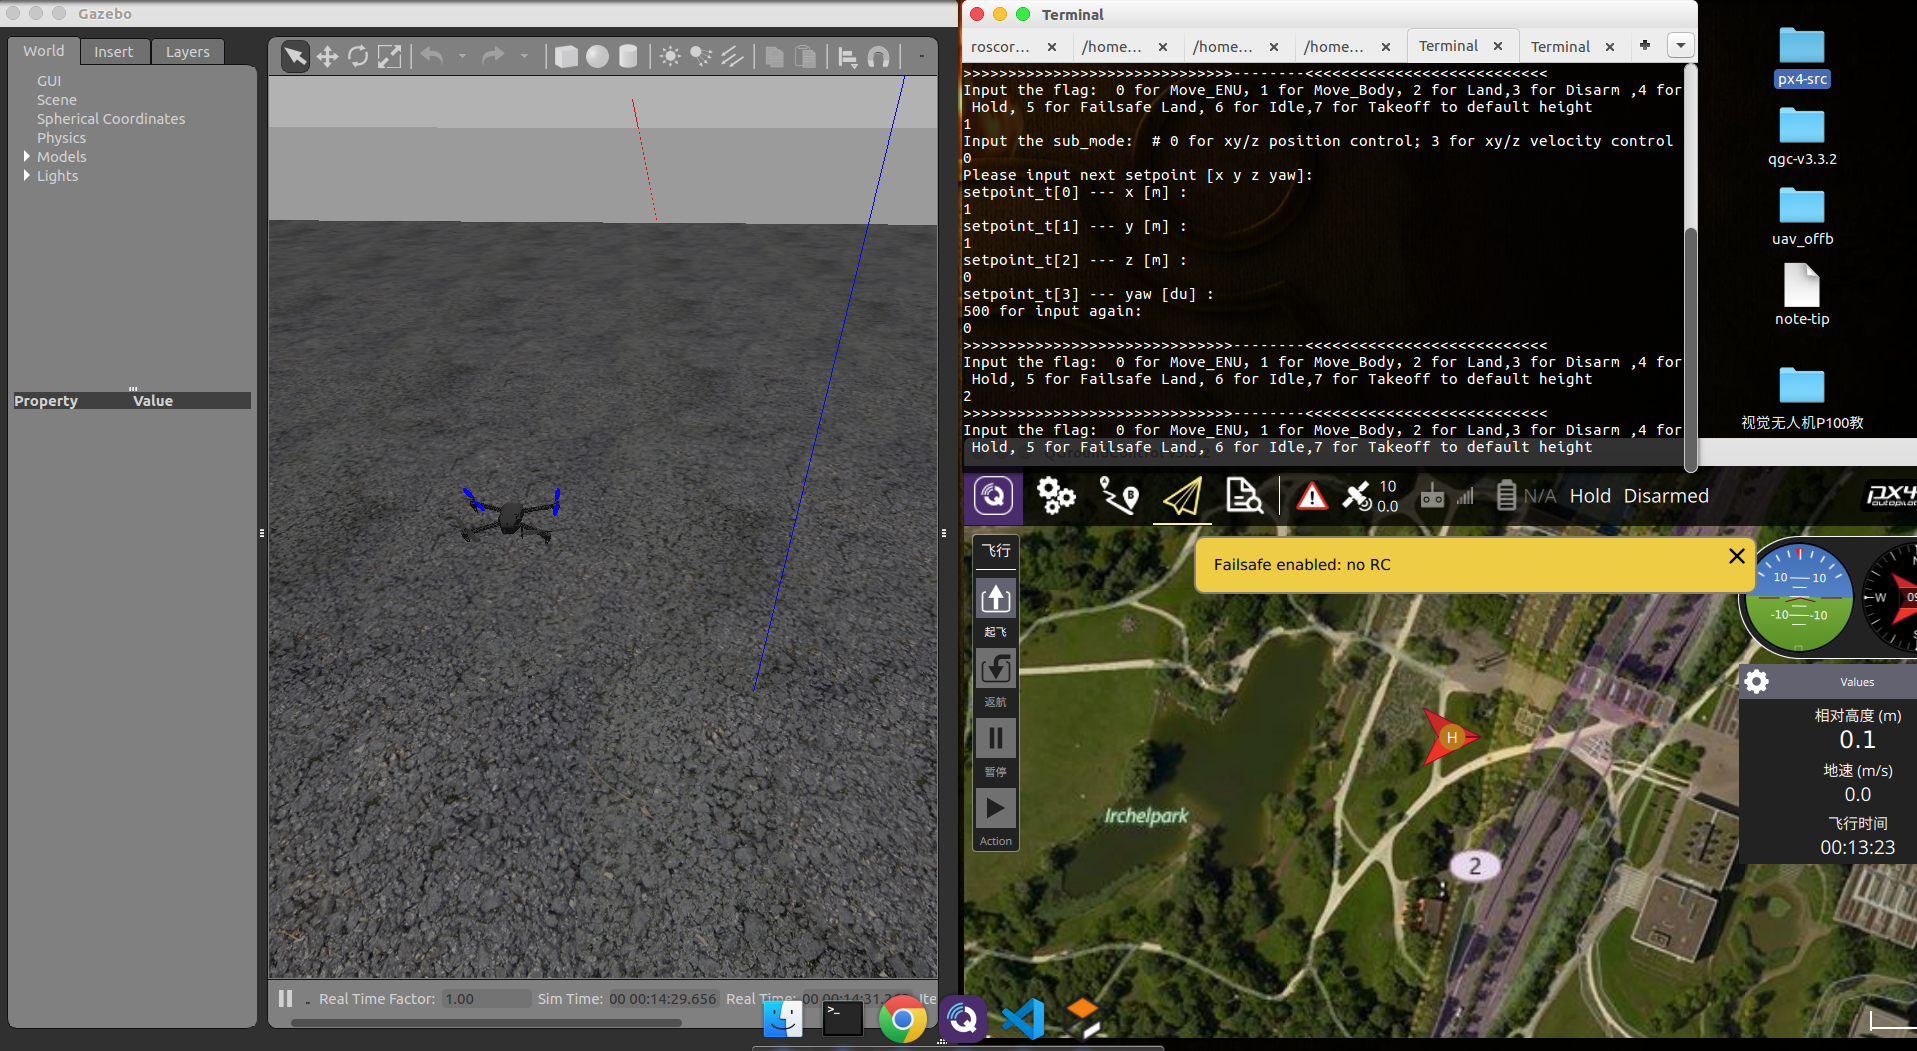 Gazebo
World Insert Layers
GUI
Scene
Spherical Coordinates
Physics
Models
Lights
Property Value
Real Time Factor: 1.00 Sim Time: 00 00:14:29.656 Real Time: Ite
Terminal
roscor... /home... /home... /home... Terminal Terminal
>>>>>>>>>>>>>>>>>>>>>>>>>>>>>>--------<<<<<<<<<<<<<<<<<<<<<<<<<<<
Input the flag:  0 for Move_ENU, 1 for Move_Body, 2 for Land,3 for Disarm ,4 for
Hold, 5 for Failsafe Land, 6 for Idle,7 for Takeoff to default height
1
Input the sub_mode:  # 0 for xy/z position control; 3 for xy/z velocity control
0
Please input next setpoint [x y z yaw]:
setpoint_t[0] --- x [m] :
1
setpoint_t[1] --- y [m] :
1
setpoint_t[2] --- z [m] :
0
setpoint_t[3] --- yaw [du] :
500 for input again:
0
>>>>>>>>>>>>>>>>>>>>>>>>>>>>>>--------<<<<<<<<<<<<<<<<<<<<<<<<<<<
Input the flag:  0 for Move_ENU, 1 for Move_Body, 2 for Land,3 for Disarm ,4 for
Hold, 5 for Failsafe Land, 6 for Idle,7 for Takeoff to default height
2
>>>>>>>>>>>>>>>>>>>>>>>>>>>>>>--------<<<<<<<<<<<<<<<<<<<<<<<<<<<
Input the flag:  0 for Move_ENU, 1 for Move_Body, 2 for Land,3 for Disarm ,4 for
Hold, 5 for Failsafe Land, 6 for Idle,7 for Takeoff to default height
px4-src
qgc-v3.3.2
uav_offb
note-tip
视觉无人机P100教
10
0.0
N/A Hold Disarmed
PX4
autopilot
飞行
起飞
返航
暂停
Action
Failsafe enabled: no RC
10 10
-10 -10
W
09
H
Irchelpark
2
Values
相对高度 (m)
0.1
地速 (m/s)
0.0
飞行时间
00:13:23